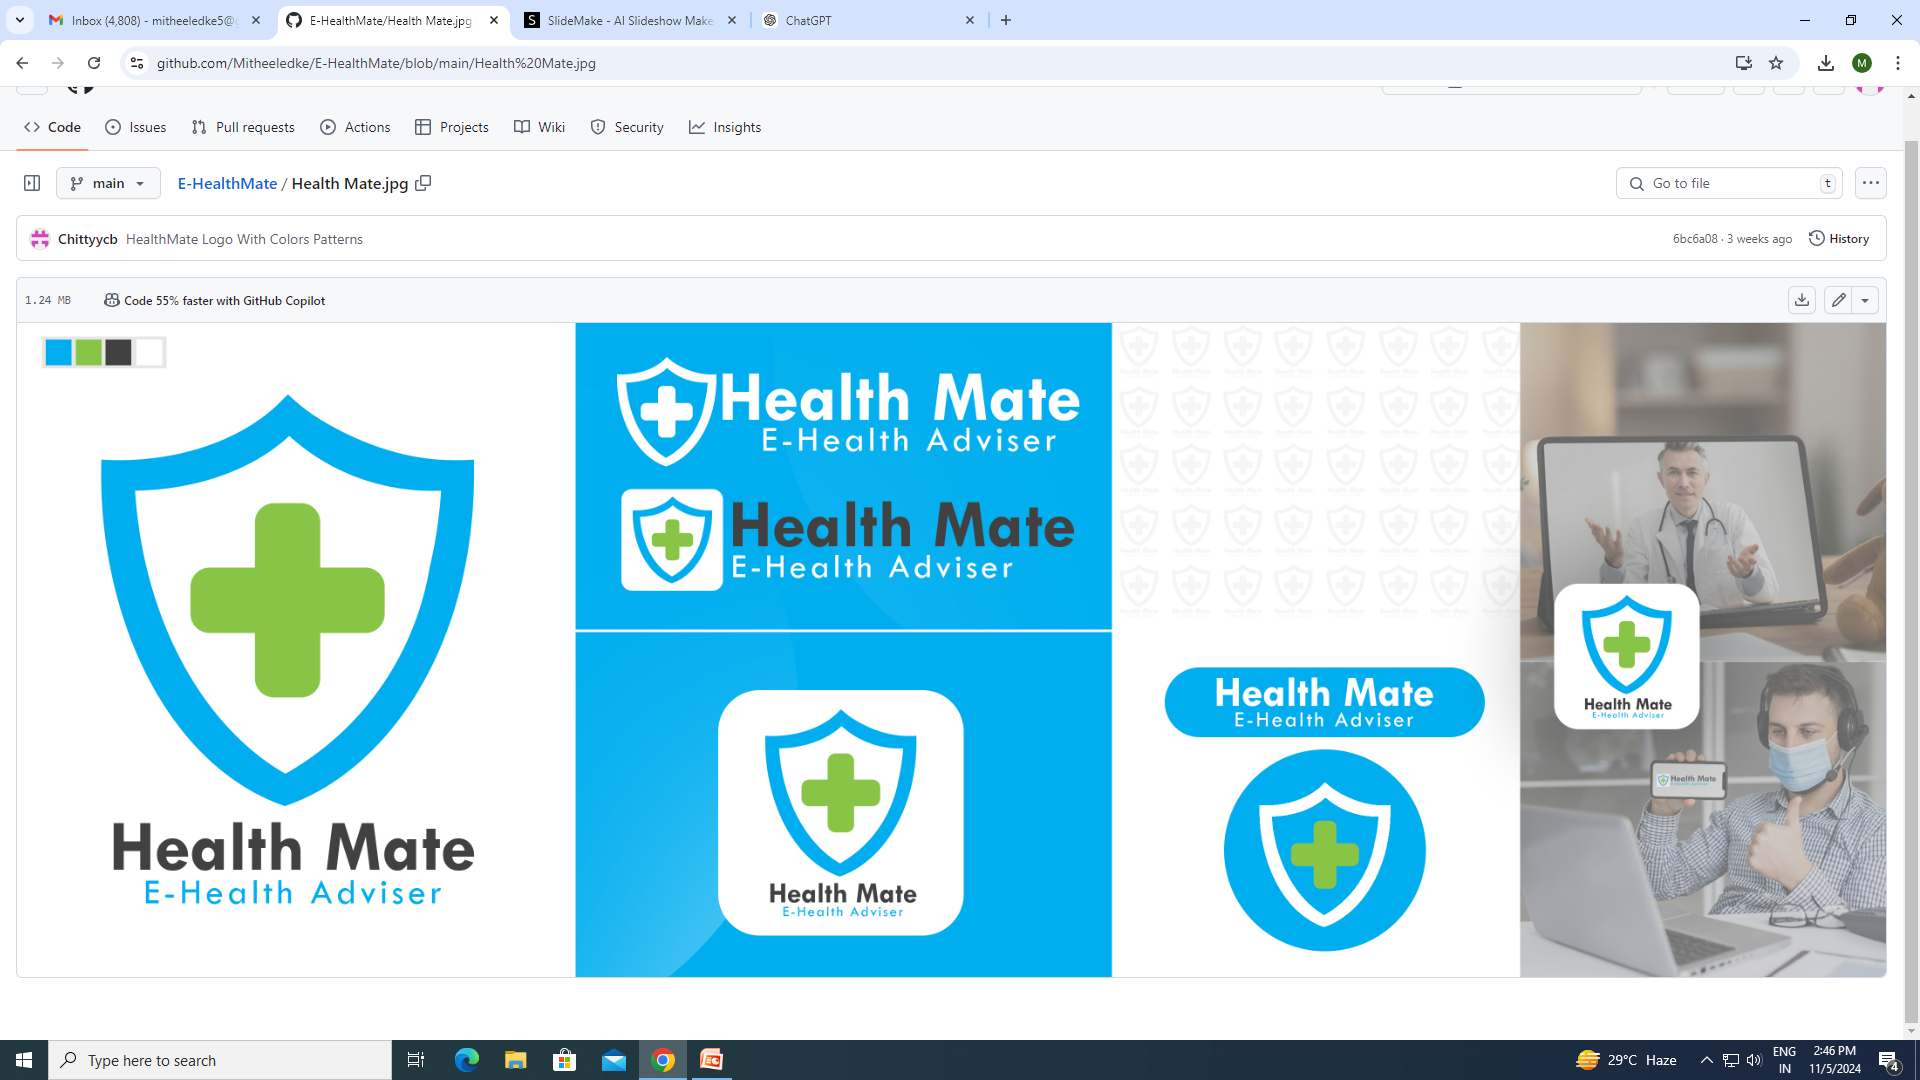 Inbox (4,808) - mitheeledke5@g
E-HealthMate/Health Mate.jpg
SlideMake - AI Slideshow Make
ChatGPT
github.com/Mitheeledke/E-HealthMate/blob/main/Health%20Mate.jpg
M
Code
Issues
Pull requests
Actions
Projects
Wiki
Security
Insights
main
E-HealthMate / Health Mate.jpg
Go to file
t
Chittyycb HealthMate Logo With Colors Patterns
6bc6a08 · 3 weeks ago
History
1.24 MB
Code 55% faster with GitHub Copilot
Health Mate
E-Health Adviser
Health Mate
E-Health Adviser
Health Mate
E-Health Adviser
Health Mate
E-Health Adviser
Health Mate
E-Health Adviser
Health Mate
E-Health Adviser
Health Mate
Type here to search
29°C Haze
ENG
IN
2:46 PM
11/5/2024
4